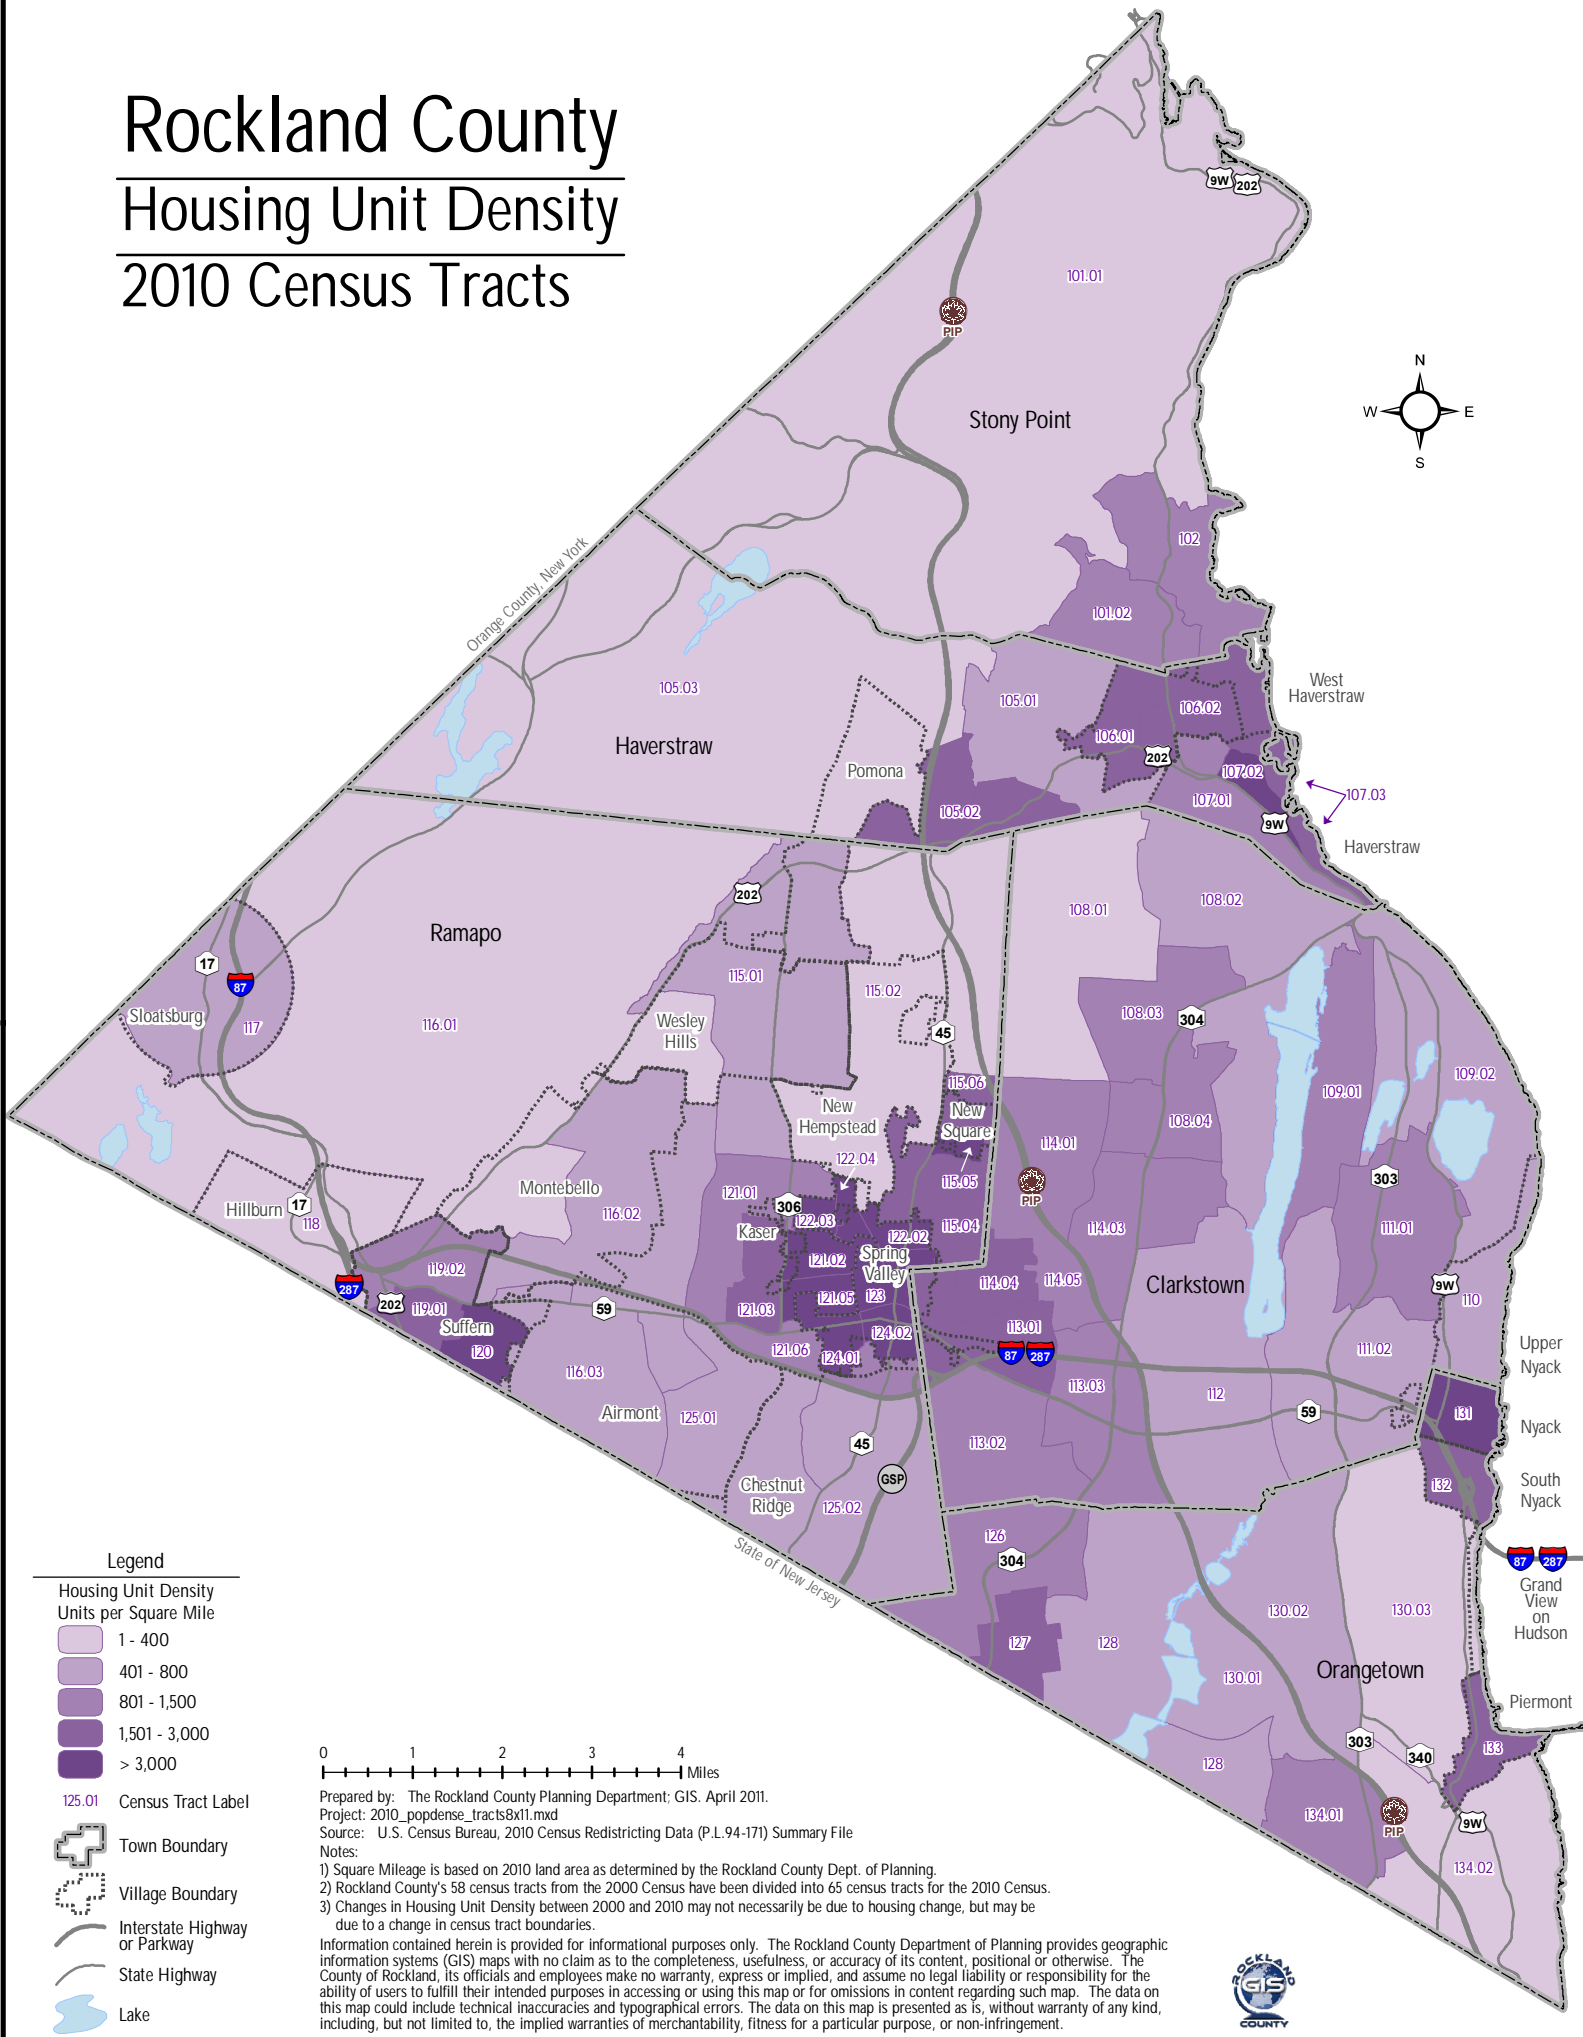 Rockland County
Housing Unit Density
2010 Census Tracts
9W
202
101.01
PIP
N
W
E
S
Stony Point
102
Orange County, New York
101.02
West
Haverstraw
105.03
105.01
106.02
Haverstraw
106.01
202
Pomona
107.02
107.03
107.01
105.02
9W
Haverstraw
202
108.01
108.02
Ramapo
17
87
115.01
115.02
Sloatsburg
117
116.01
Wesley
Hills
45
108.03
304
109.02
115.06
109.01
New
Hempstead
New
Square
108.04
114.01
122.04
303
PIP
Montebello
121.01
115.05
Hillburn
17
118
116.02
306
122.03
115.04
114.03
111.01
Kaser
122.02
121.02
Spring
Valley
119.02
287
114.04
114.05
Clarkstown
9W
110
202
119.01
59
121.03
121.05
123
Suffern
113.01
124.02
120
121.06
124.01
87
287
111.02
Upper
Nyack
116.03
113.03
112
Airmont
125.01
59
131
Nyack
45
113.02
GSP
Chestnut
Ridge
125.02
132
South
Nyack
State of New Jersey
126
304
87
287
Grand
View
on
Hudson
127
128
130.02
130.03
Orangetown
130.01
Piermont
303
340
133
128
134.01
PIP
9W
134.02
Legend
Housing Unit Density
Units per Square Mile
1 - 400
401 - 800
801 - 1,500
1,501 - 3,000
> 3,000
125.01 Census Tract Label
Town Boundary
Village Boundary
Interstate Highway
or Parkway
State Highway
Lake
0 1 2 3 4
Miles
Prepared by: The Rockland County Planning Department; GIS. April 2011.
Project: 2010_popdense_tracts8x11.mxd
Source: U.S. Census Bureau, 2010 Census Redistricting Data (P.L.94-171) Summary File
Notes:
1) Square Mileage is based on 2010 land area as determined by the Rockland County Dept. of Planning.
2) Rockland County's 58 census tracts from the 2000 Census have been divided into 65 census tracts for the 2010 Census.
3) Changes in Housing Unit Density between 2000 and 2010 may not necessarily be due to housing change, but may be
due to a change in census tract boundaries.
Information contained herein is provided for informational purposes only. The Rockland County Department of Planning provides geographic
information systems (GIS) maps with no claim as to the completeness, usefulness, or accuracy of its content, positional or otherwise. The
County of Rockland, its officials and employees make no warranty, express or implied, and assume no legal liability or responsibility for the
ability of users to fulfill their intended purposes in accessing or using this map or for omissions in content regarding such map. The data on
this map could include technical inaccuracies and typographical errors. The data on this map is presented as is, without warranty of any kind,
including, but not limited to, the implied warranties of merchantability, fitness for a particular purpose, or non-infringement.
ROCKLAND
GIS
COUNTY